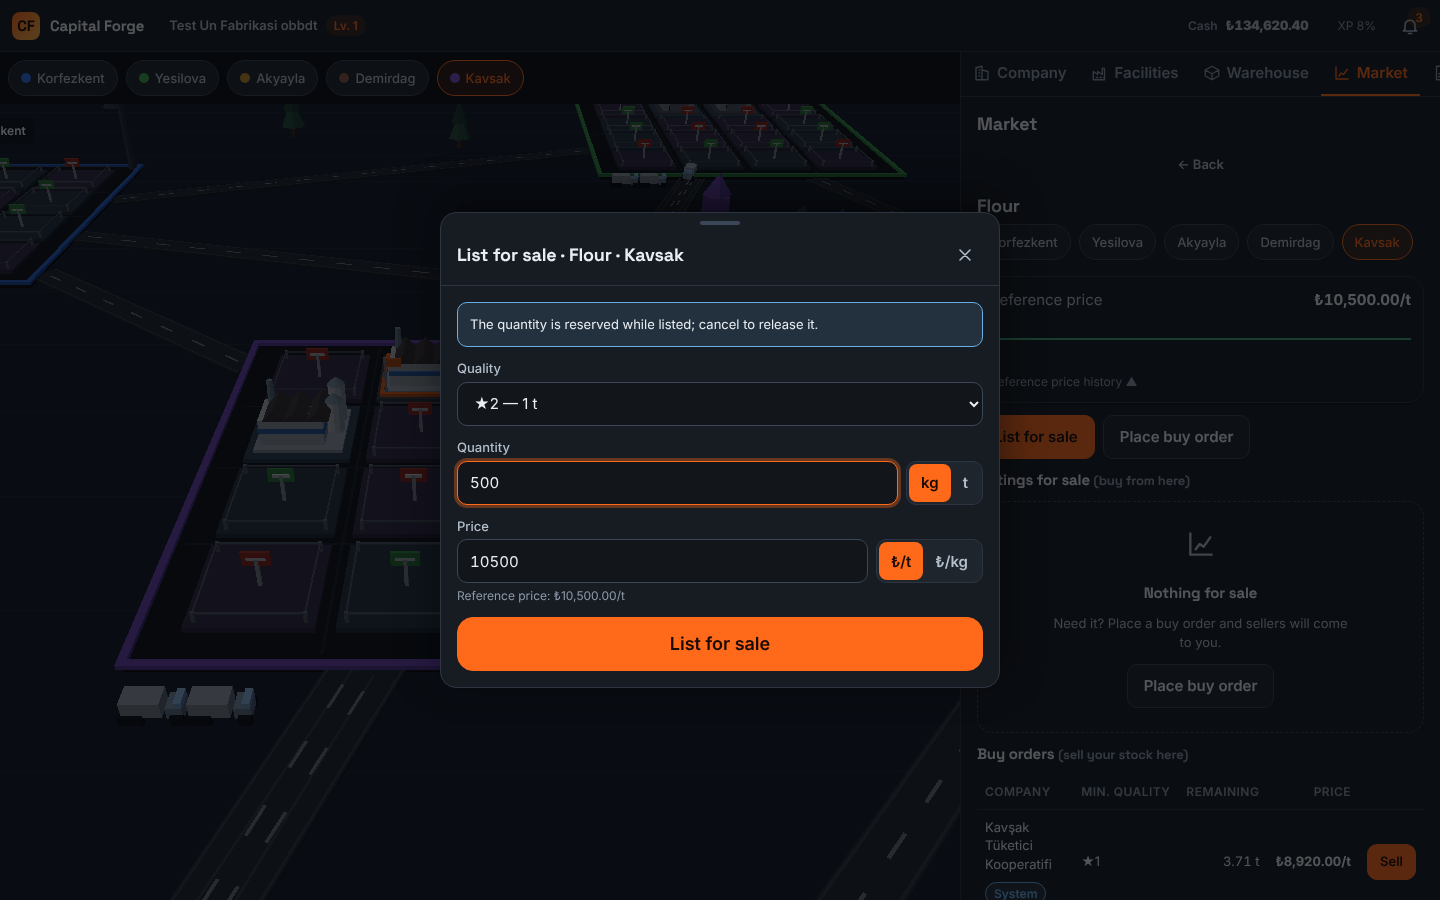 CF Capital Forge Test Un Fabrikasi obbdt Lv. 1 Cash ₺134,620.40 XP 8% 3
Korfezkent Yesilova Akyayla Demirdag Kavsak
Company Facilities Warehouse Market
kent
Market
← Back
Flour
orfezkent Yesilova Akyayla Demirdag Kavsak
eference price ₺10,500.00/t
eference price history ▲
List for sale Place buy order
tings for sale (buy from here)
Nothing for sale
Need it? Place a buy order and sellers will come
to you.
Place buy order
Buy orders (sell your stock here)
COMPANY MIN. QUALITY REMAINING PRICE
Kavşak
Tüketici
Kooperatifi ★1 3.71 t ₺8,920.00/t Sell
System
List for sale · Flour · Kavsak
The quantity is reserved while listed; cancel to release it.
Quality
★2 — 1 t
Quantity
500 kg t
Price
10500 ₺/t ₺/kg
Reference price: ₺10,500.00/t
List for sale